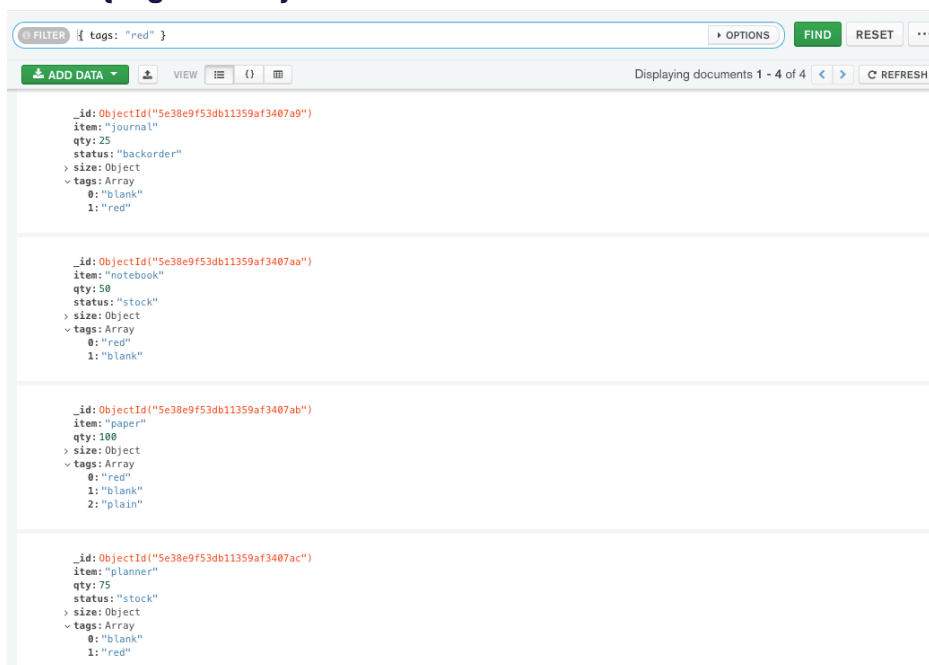 FILTER { tags: "red" } OPTIONS FIND RESET ...
ADD DATA VIEW {} Displaying documents 1 - 4 of 4 < > REFRESH
_id: ObjectId("5e38e9f53db11359af3407a9")
item: "journal"
qty: 25
status: "backorder"
> size: Object
tags: Array
0: "blank"
1: "red"
_id: ObjectId("5e38e9f53db11359af3407aa")
item: "notebook"
qty: 50
status: "stock"
> size: Object
tags: Array
0: "red"
1: "blank"
_id: ObjectId("5e38e9f53db11359af3407ab")
item: "paper"
qty: 100
> size: Object
tags: Array
0: "red"
1: "blank"
2: "plain"
_id: ObjectId("5e38e9f53db11359af3407ac")
item: "planner"
qty: 75
status: "stock"
> size: Object
tags: Array
0: "blank"
1: "red"